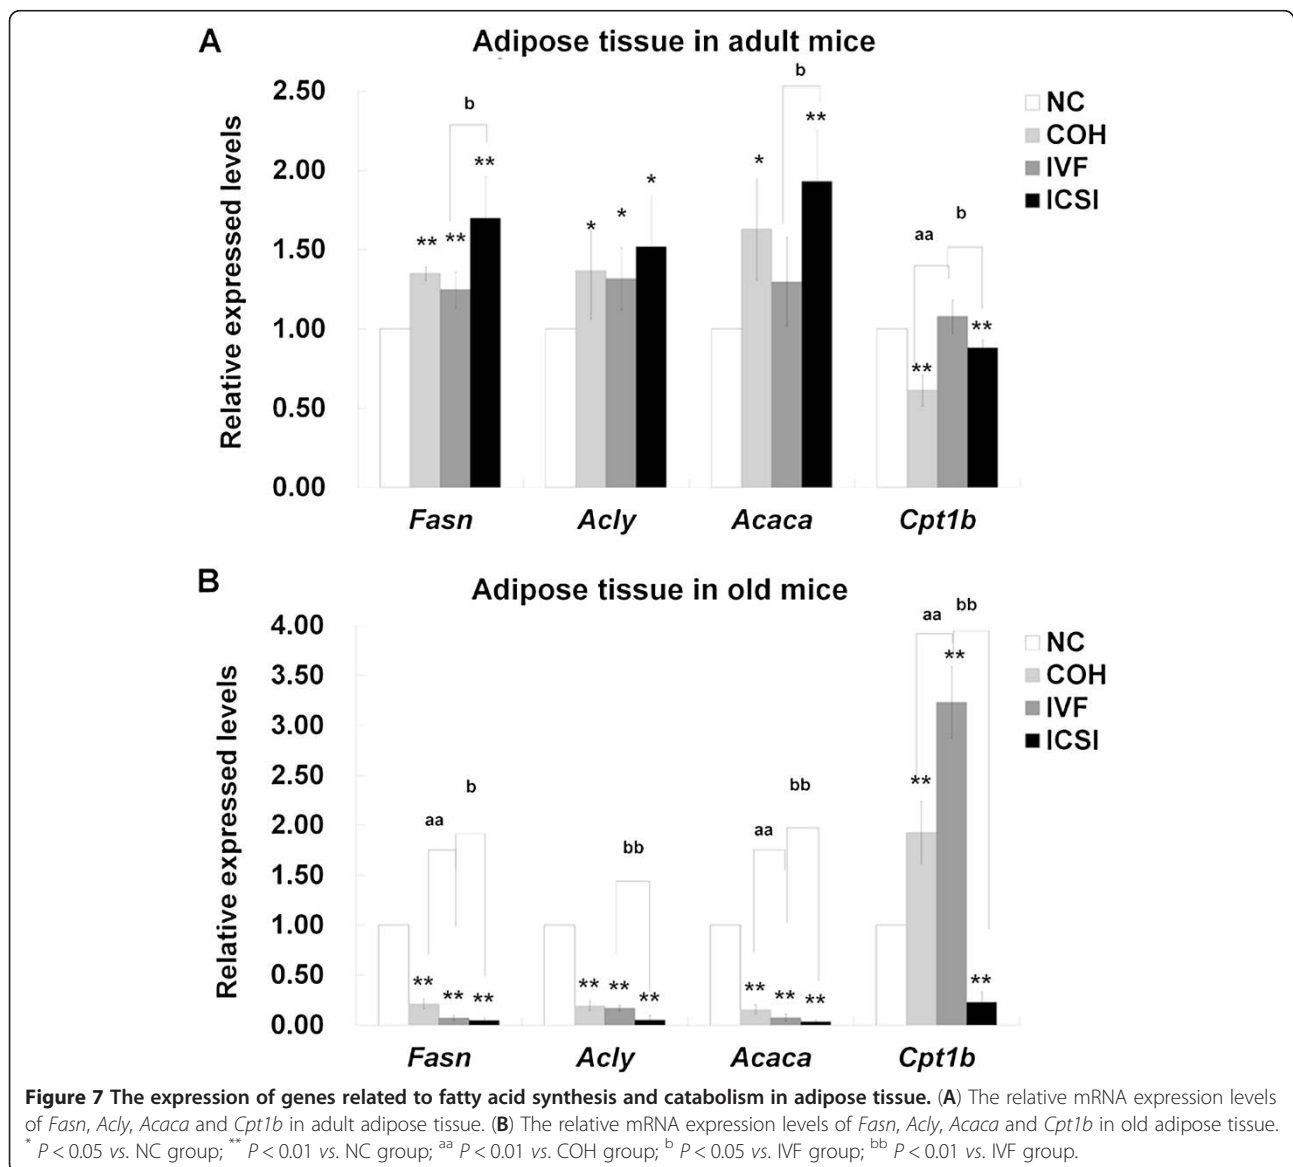 A
Adipose tissue in adult mice
Relative expressed levels
2.50
2.00
1.50
1.00
0.50
0.00
b
**
**
**
*
*
*
b
*
**
b
aa
**
**
NC
COH
IVF
ICSI
Fasn Acly Acaca Cpt1b
B
Adipose tissue in old mice
Relative expressed levels
4.00
3.50
3.00
2.50
2.00
1.50
1.00
0.50
0.00
b
aa
**
**
**
bb
**
**
**
bb
aa
**
**
**
aa
bb
**
**
**
NC
COH
IVF
ICSI
Fasn Acly Acaca Cpt1b
Figure 7 The expression of genes related to fatty acid synthesis and catabolism in adipose tissue. (A) The relative mRNA expression levels
of Fasn, Acly, Acaca and Cpt1b in adult adipose tissue. (B) The relative mRNA expression levels of Fasn, Acly, Acaca and Cpt1b in old adipose tissue.
* P < 0.05 vs. NC group; ** P < 0.01 vs. NC group; aa P < 0.01 vs. COH group; b P < 0.05 vs. IVF group; bb P < 0.01 vs. IVF group.